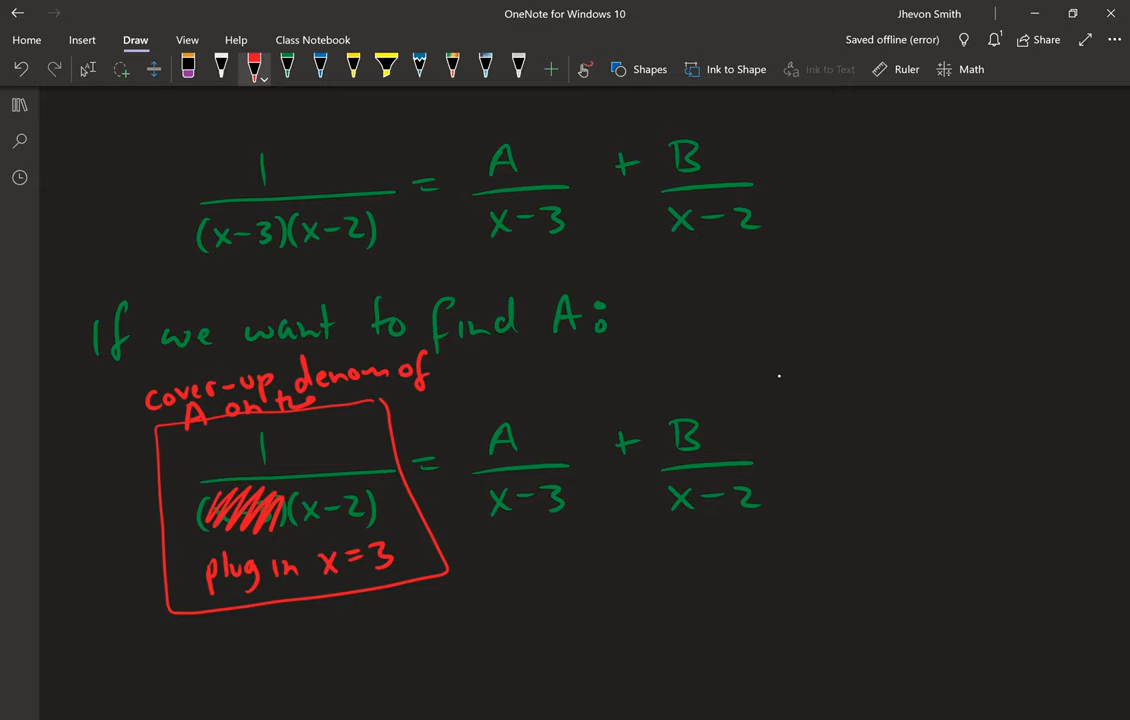 OneNote for Windows 10
Jhevon Smith
Home Insert Draw View Help Class Notebook
Saved offline (error)
1
Share
Shapes
Ink to Shape
Ink to Text
Ruler
Math
1/((x-3)(x-2)) = A/(x-3) + B/(x-2)
If we want to find A:
cover-up denom of
A on
1/(( )(x-2)) = A/(x-3) + B/(x-2)
plug in x=3